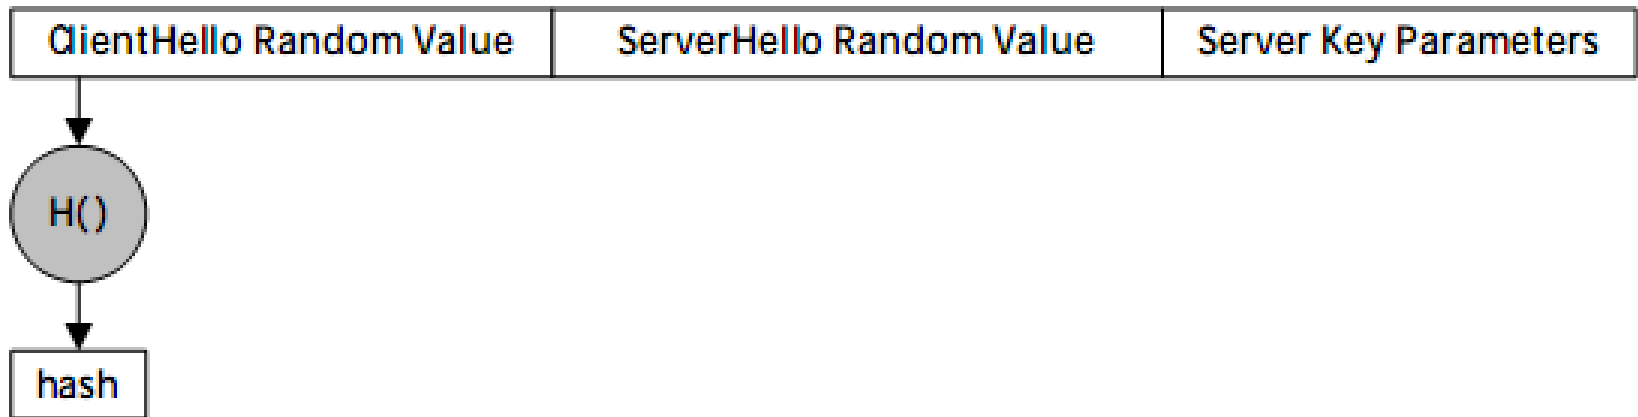 ClientHello Random Value ServerHello Random Value Server Key Parameters
H()
hash